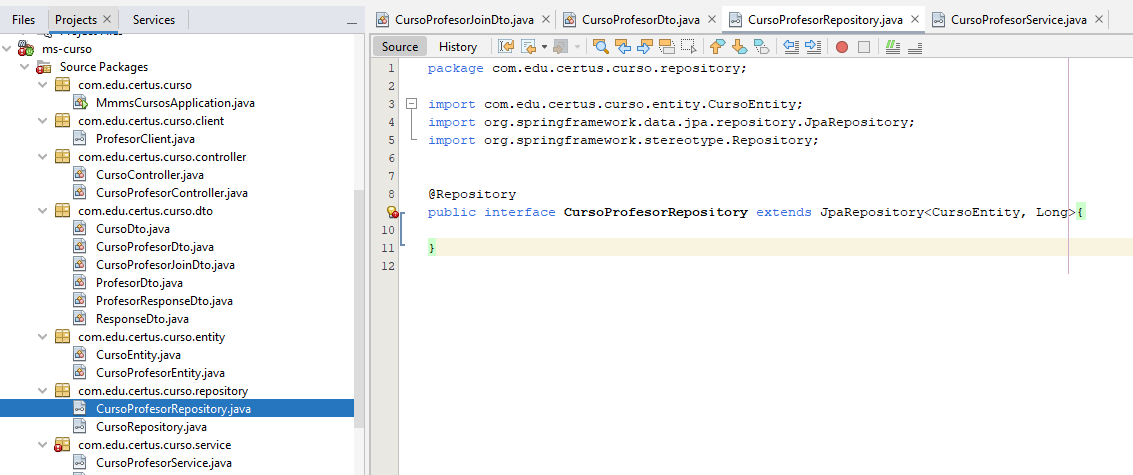 Files Projects Services
CursoProfesorJoinDto.java CursoProfesorDto.java CursoProfesorRepository.java CursoProfesorService.java
Source History
ms-curso
Source Packages
com.edu.certus.curso
MmmsCursosApplication.java
com.edu.certus.curso.client
ProfesorClient.java
com.edu.certus.curso.controller
CursoController.java
CursoProfesorController.java
com.edu.certus.curso.dto
CursoDto.java
CursoProfesorDto.java
CursoProfesorJoinDto.java
ProfesorDto.java
ProfesorResponseDto.java
ResponseDto.java
com.edu.certus.curso.entity
CursoEntity.java
CursoProfesorEntity.java
com.edu.certus.curso.repository
CursoProfesorRepository.java
CursoRepository.java
com.edu.certus.curso.service
CursoProfesorService.java
1 package com.edu.certus.curso.repository;
2
3 import com.edu.certus.curso.entity.CursoEntity;
4 import org.springframework.data.jpa.repository.JpaRepository;
5 import org.springframework.stereotype.Repository;
6
7
8 @Repository
public interface CursoProfesorRepository extends JpaRepository<CursoEntity, Long>{
10
11 }
12